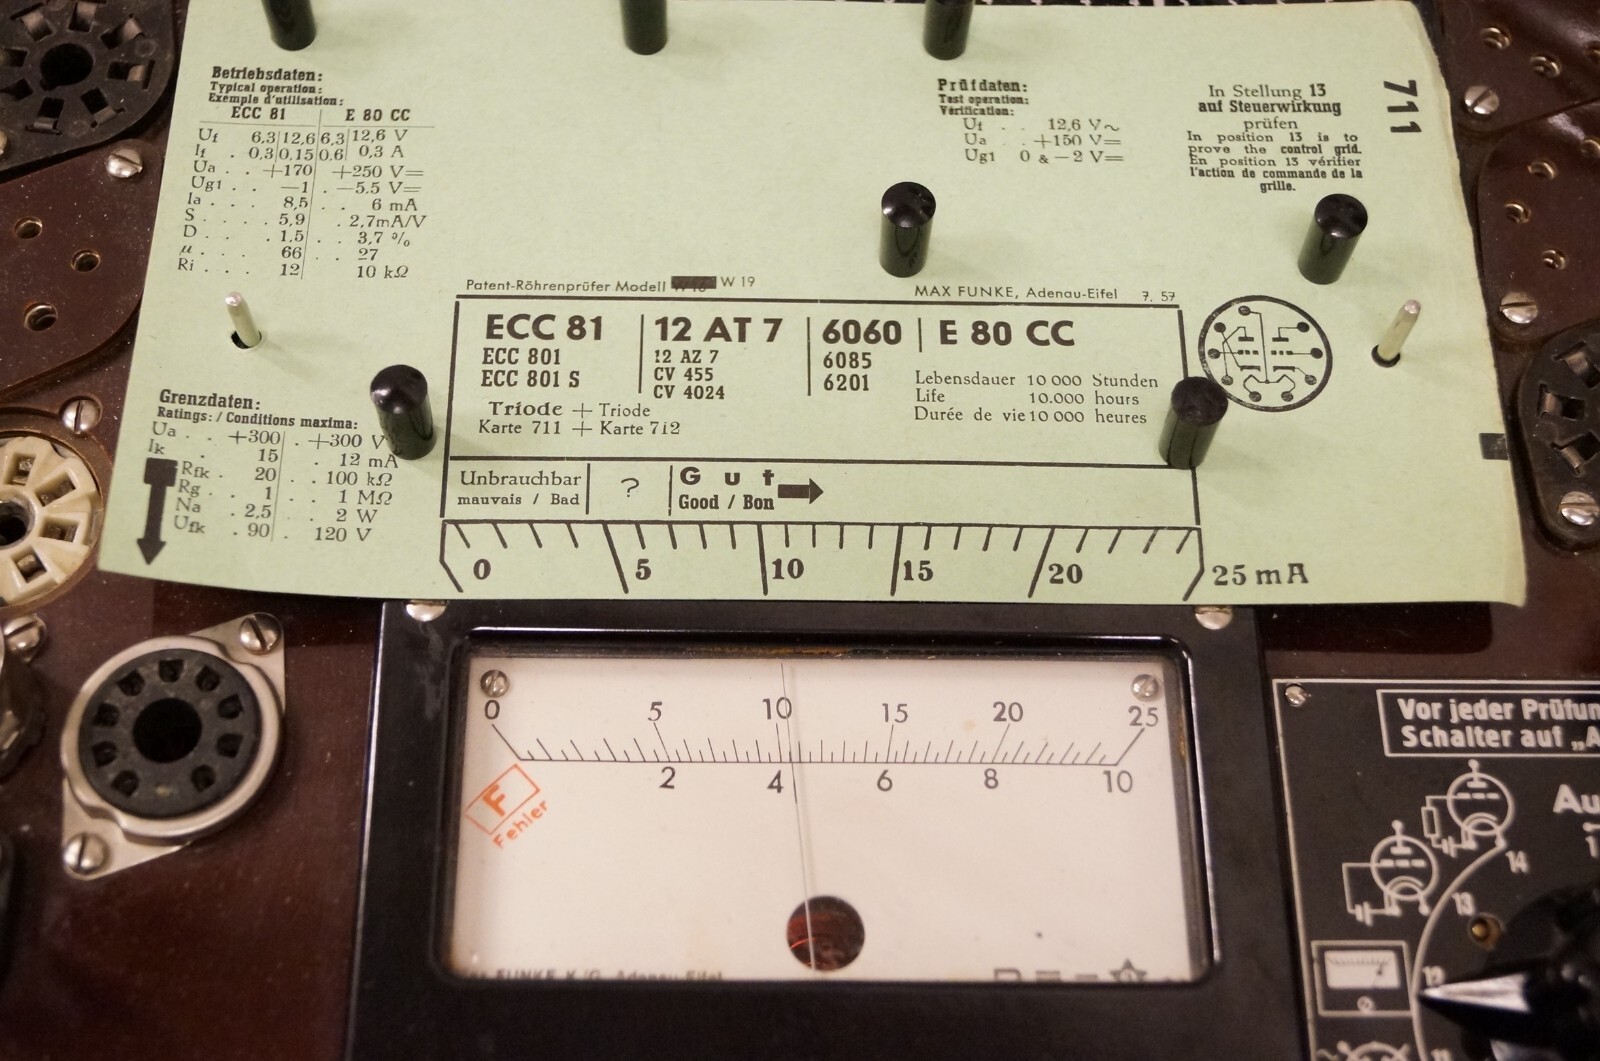 Betriebsdaten:
Typical operation:
Exemple d'utilisation:
ECC 81 | E 80 CC
Uf 6,3 | 12,6 | 6,3 | 12,6 V
If . 0,3 | 0,15 | 0,6 | 0,3 A
Ua . . +170 | +250 V=
Ug1 . . —1 | . —5,5 V=
Ia . . . 8,5 | . . 6 mA
S . . . . 5,9 | . 2,7 mA/V
D . . . . 1,5 | . . 3,7 %
µ . . . . 66 | . . 27
Ri . . . 12 | 10 kΩ
Prüfdaten:
Test operation:
Vérification:
Uf . . 12,6 V~
Ua . . +150 V=
Ug1 0 & —2 V=
In Stellung 13
auf Steuerwirkung
prüfen
In position 13 is to
prove the control grid.
En position 13 vérifier
l'action de commande de la
grille.
711
Patent-Röhrenprüfer Modell W 19
MAX FUNKE, Adenau-Eifel 7. 57
ECC 81 | 12 AT 7 | 6060 | E 80 CC
ECC 801 12 AZ 7 6085
ECC 801 S CV 455 6201
CV 4024
Lebensdauer 10 000 Stunden
Life 10.000 hours
Durée de vie 10 000 heures
Triode + Triode
Karte 711 + Karte 712
Unbrauchbar
mauvais / Bad
?
Gut
Good / Bon
Grenzdaten:
Ratings: / Conditions maxima:
Ua . . +300 | . +300 V
Ik . 15 | . 12 mA
Rfk . 20 | . . 100 kΩ
Rg . . 1 | . . 1 MΩ
Na . 2,5 | . . 2 W
Ufk . 90 | . 120 V
0 5 10 15 20 25 mA
0 5 10 15 20 25
2 4 6 8 10
F
Fehler
FUNKE K/G. Adenau-Eifel
Vor jeder Prüfun
Schalter auf „A
Au
14
13
12